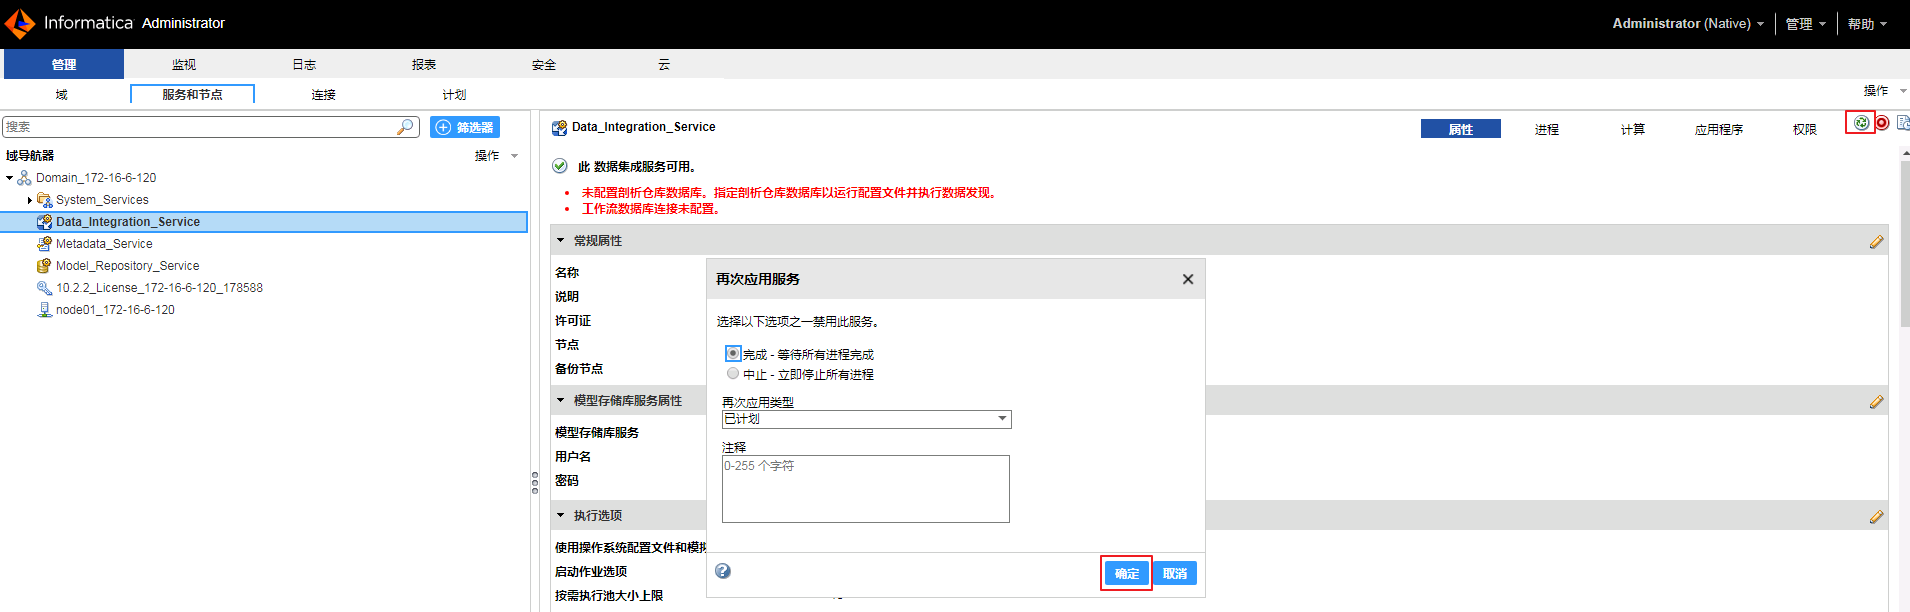 Informatica Administrator
Administrator (Native) 管理 帮助
管理 监视 日志 报表 安全 云
域 服务和节点 连接 计划
操作
搜索 筛选器
域导航器 操作
Domain_172-16-6-120
System_Services
Data_Integration_Service
Metadata_Service
Model_Repository_Service
10.2.2_License_172-16-6-120_178588
node01_172-16-6-120
Data_Integration_Service 属性 进程 计算 应用程序 权限
此 数据集成服务可用。
未配置剖析仓库数据库。指定剖析仓库数据库以运行配置文件并执行数据发现。
工作流数据库连接未配置。
常规属性
名称
说明
许可证
节点
备份节点
模型存储库服务属性
模型存储库服务
用户名
密码
执行选项
使用操作系统配置文件和模拟
启动作业选项
按需执行池大小上限
再次应用服务
选择以下选项之一禁用此服务。
完成 - 等待所有进程完成
中止 - 立即停止所有进程
再次应用类型
已计划
注释
0-255 个字符
确定 取消